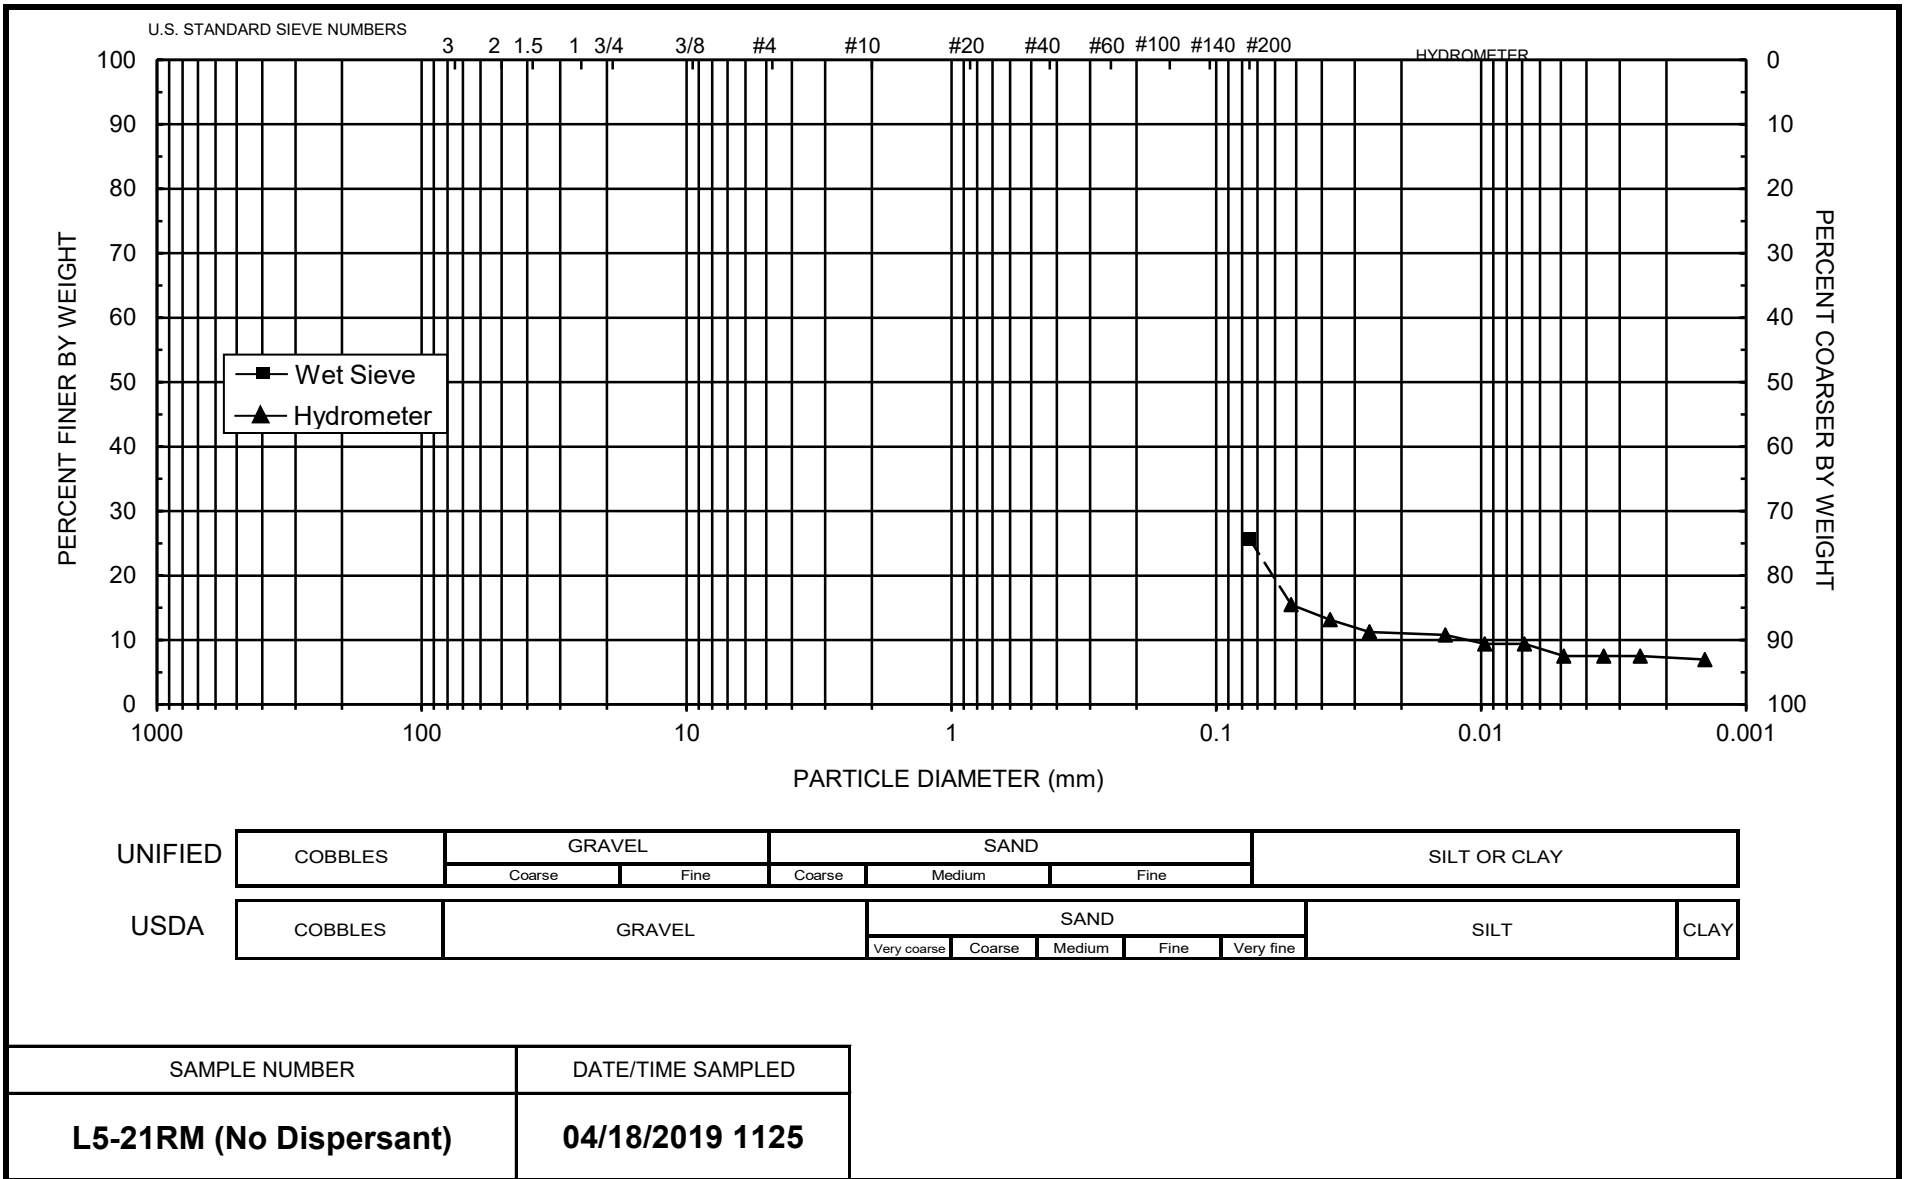 U.S. STANDARD SIEVE NUMBERS
3 2 1.5 1 3/4 3/8 #4 #10 #20 #40 #60 #100 #140 #200
HYDROMETER
100 0
90 10
80 20
70 30
60 40
50 50
40 60
30 70
20 80
10 90
0 100
PERCENT FINER BY WEIGHT
PERCENT COARSER BY WEIGHT
Wet Sieve
Hydrometer
1000 100 10 1 0.1 0.01 0.001
PARTICLE DIAMETER (mm)
UNIFIED
COBBLES
GRAVEL
SAND
SILT OR CLAY
Coarse Fine Coarse Medium Fine
USDA
COBBLES
GRAVEL
SAND
SILT
CLAY
Very coarse Coarse Medium Fine Very fine
SAMPLE NUMBER
DATE/TIME SAMPLED
L5-21RM (No Dispersant)
04/18/2019 1125